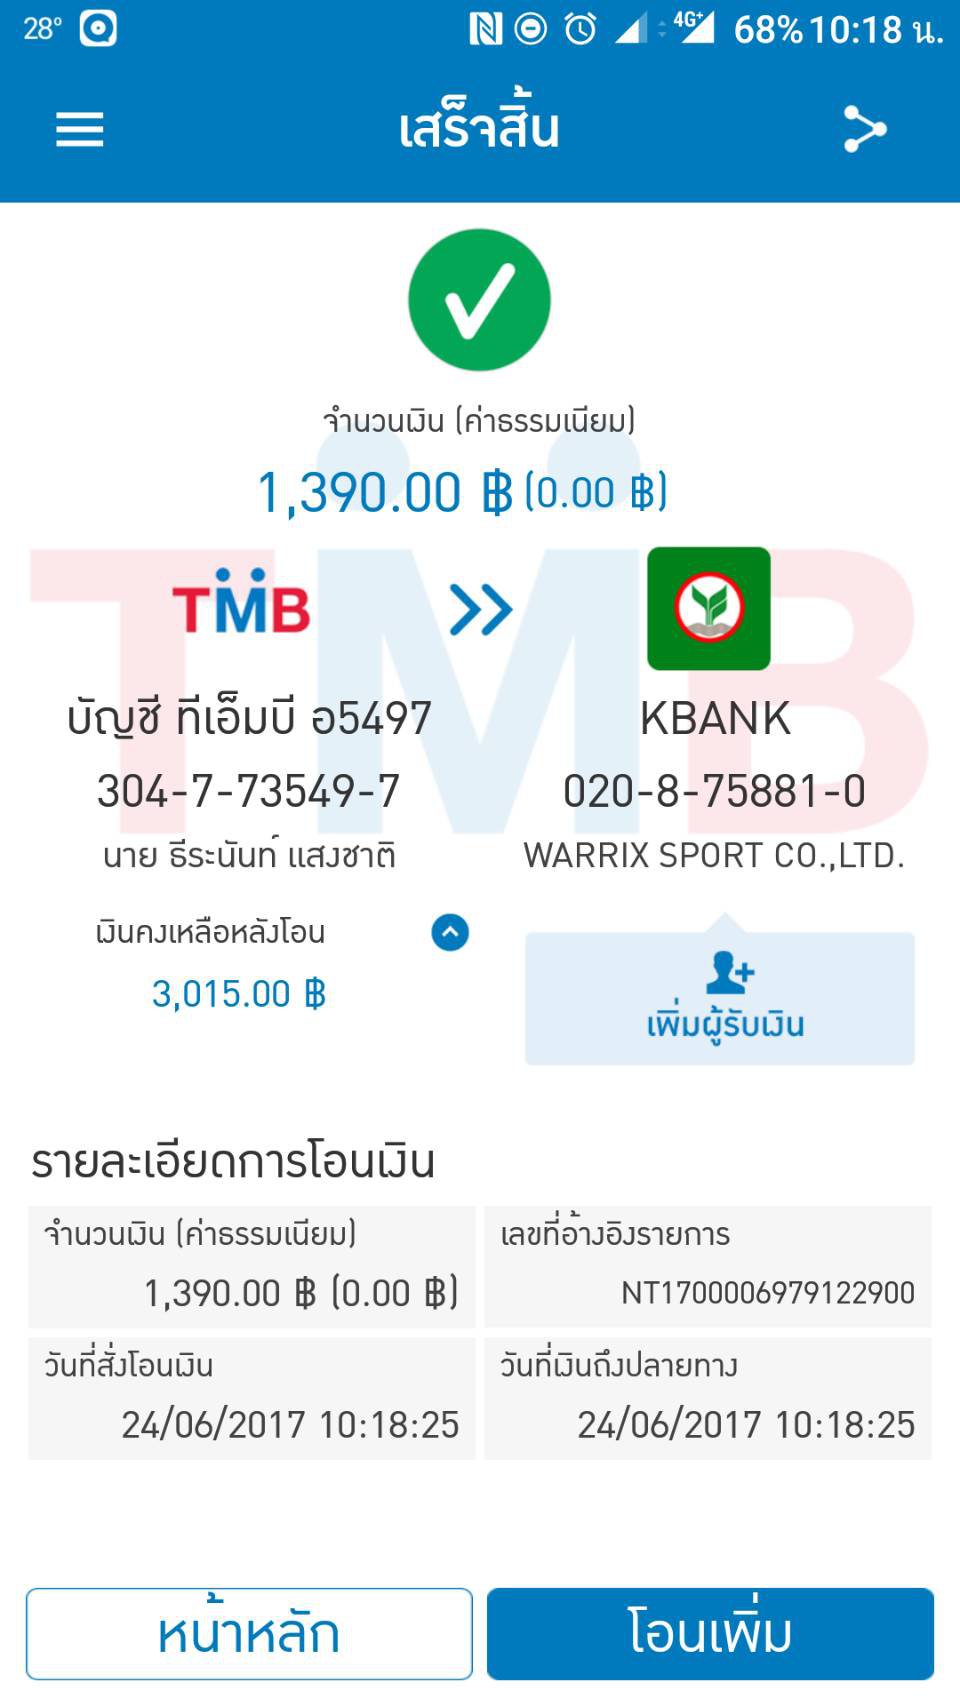 28° 68% 10:18 น.
4G+
เสร็จสิ้น
จำนวนเงิน (ค่าธรรมเนียม)
1,390.00 ฿ (0.00 ฿)
TMB
บัญชี ทีเอ็มบี อ5497
304-7-73549-7
นาย ธีระนันท์ แสงชาติ
KBANK
020-8-75881-0
WARRIX SPORT CO.,LTD.
เงินคงเหลือหลังโอน
3,015.00 ฿
เพิ่มผู้รับเงิน
รายละเอียดการโอนเงิน
จำนวนเงิน (ค่าธรรมเนียม)
1,390.00 ฿ (0.00 ฿)
เลขที่อ้างอิงรายการ
NT1700006979122900
วันที่สั่งโอนเงิน
24/06/2017 10:18:25
วันที่เงินถึงปลายทาง
24/06/2017 10:18:25
หน้าหลัก
โอนเพิ่ม